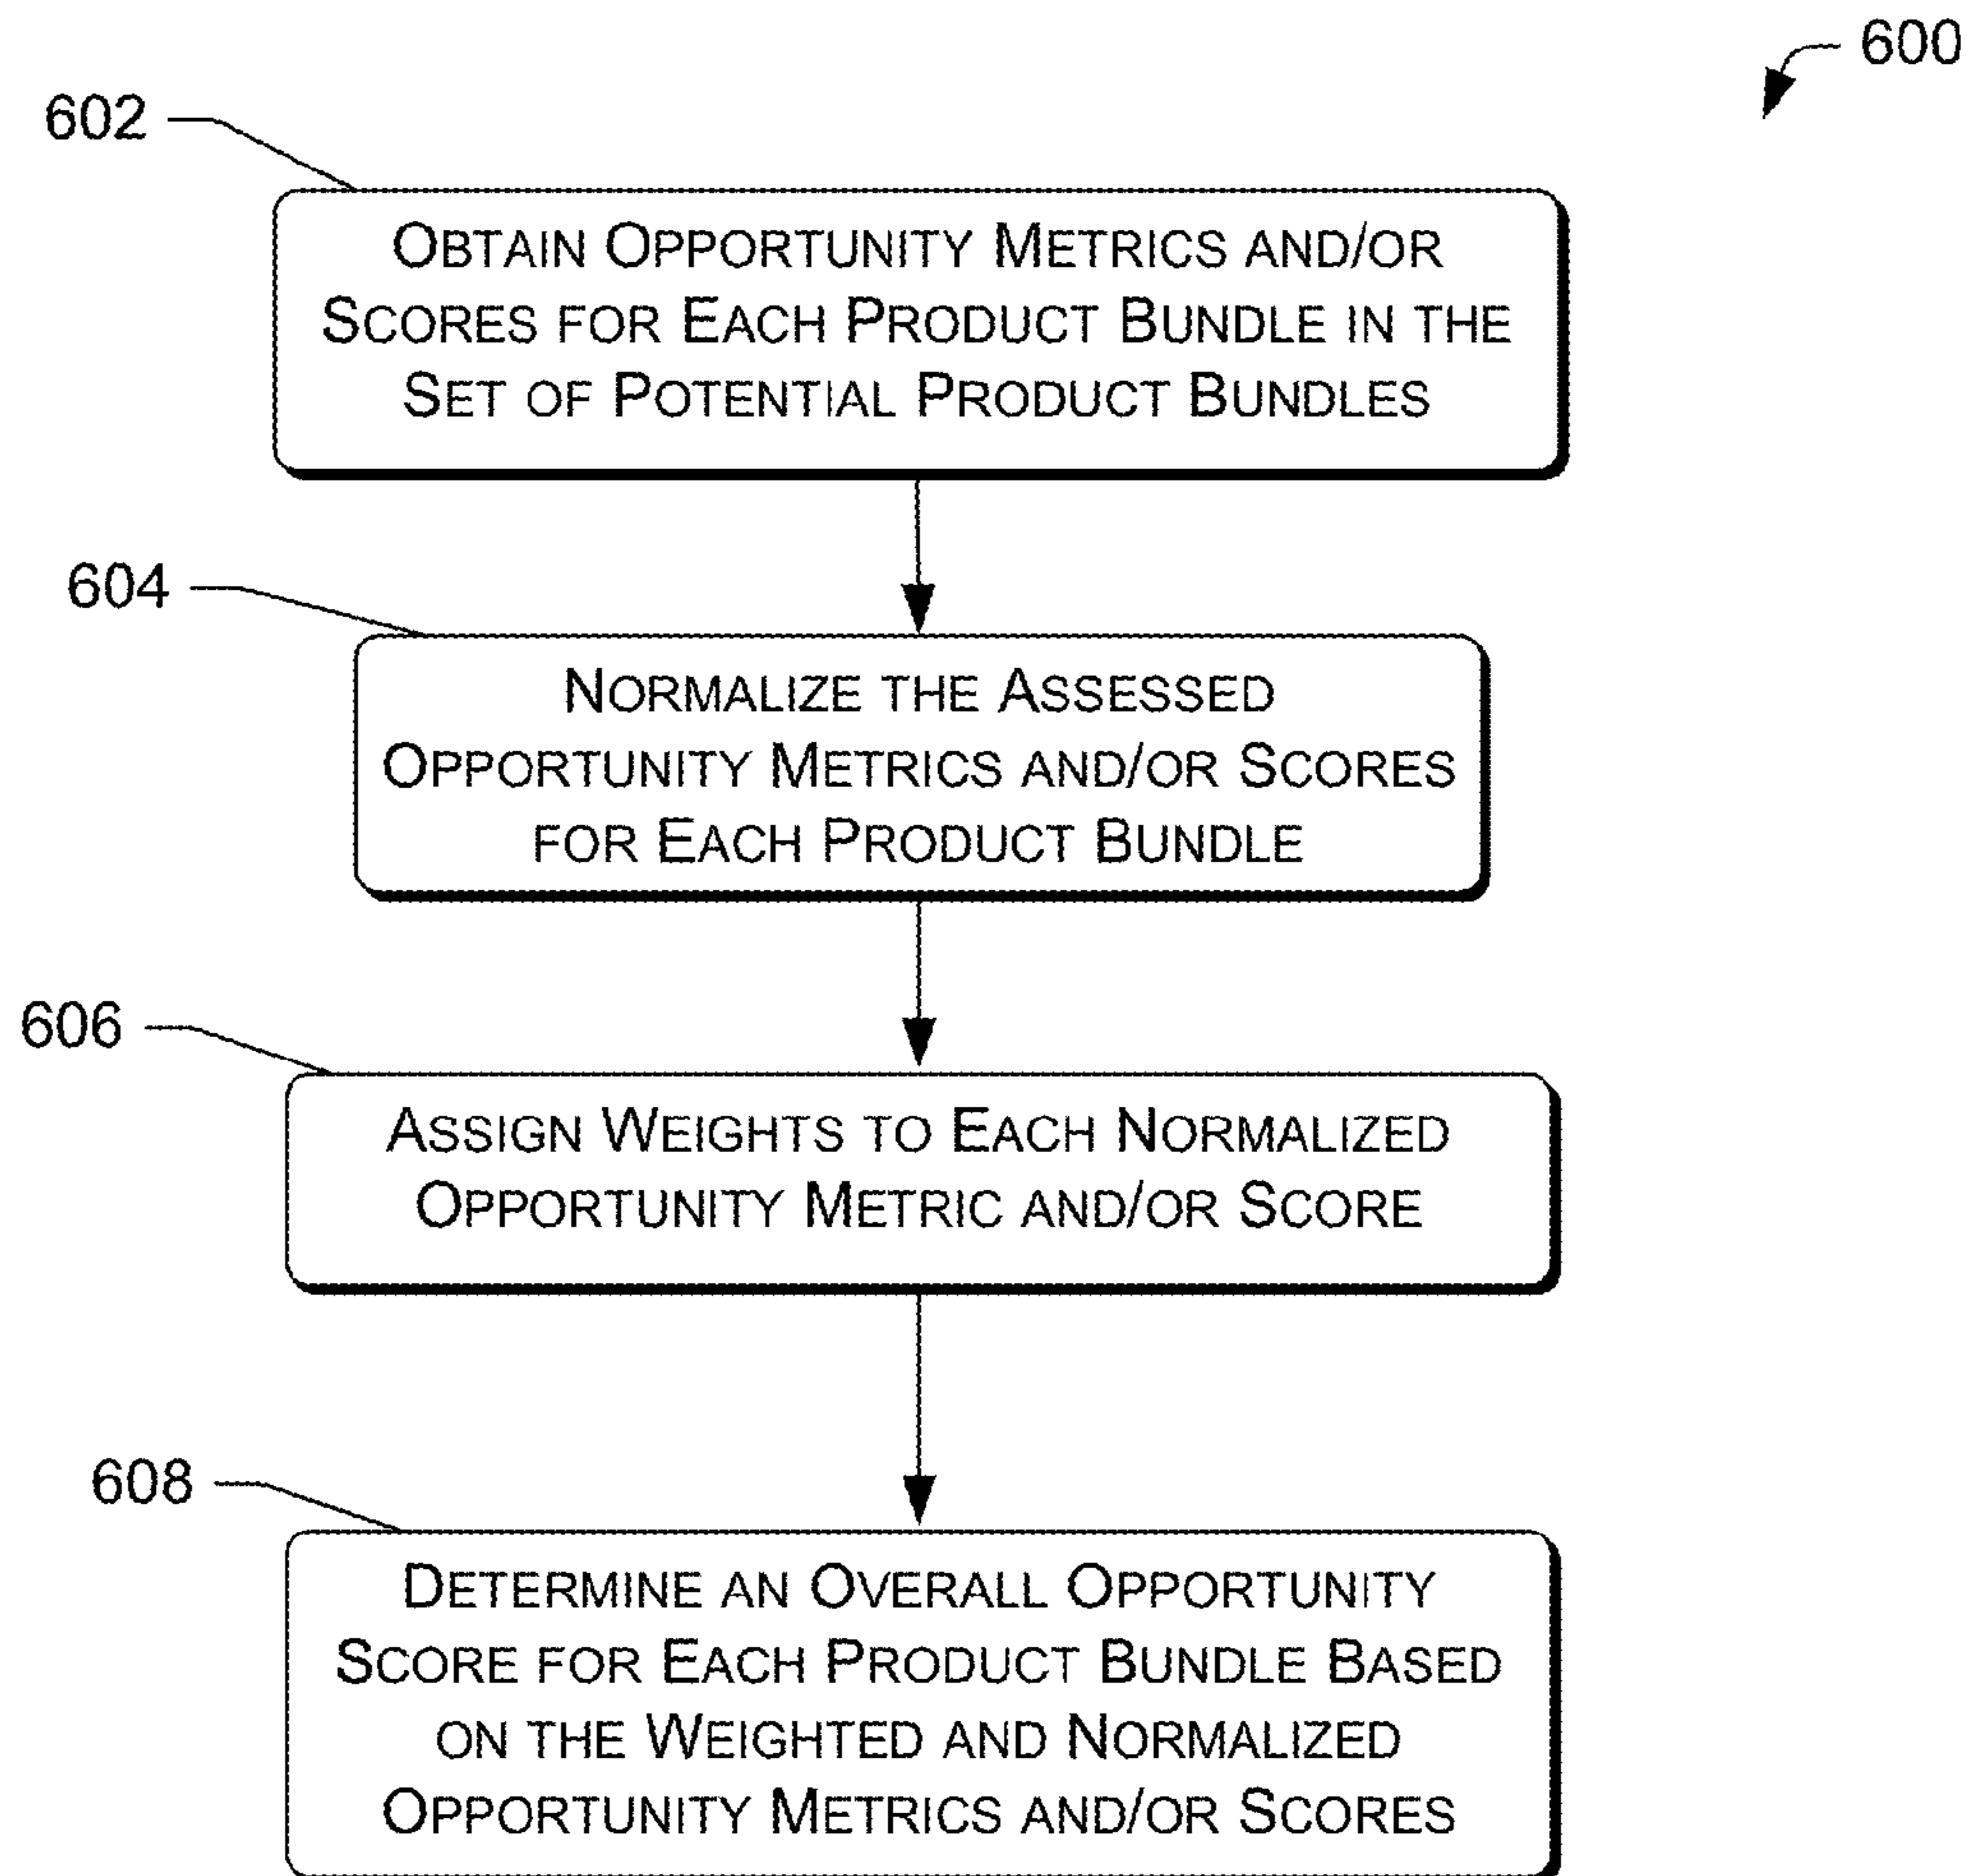 600
602
OBTAIN OPPORTUNITY METRICS AND/OR
SCORES FOR EACH PRODUCT BUNDLE IN THE
SET OF POTENTIAL PRODUCT BUNDLES
604
NORMALIZE THE ASSESSED
OPPORTUNITY METRICS AND/OR SCORES
FOR EACH PRODUCT BUNDLE
606
ASSIGN WEIGHTS TO EACH NORMALIZED
OPPORTUNITY METRIC AND/OR SCORE
608
DETERMINE AN OVERALL OPPORTUNITY
SCORE FOR EACH PRODUCT BUNDLE BASED
ON THE WEIGHTED AND NORMALIZED
OPPORTUNITY METRICS AND/OR SCORES